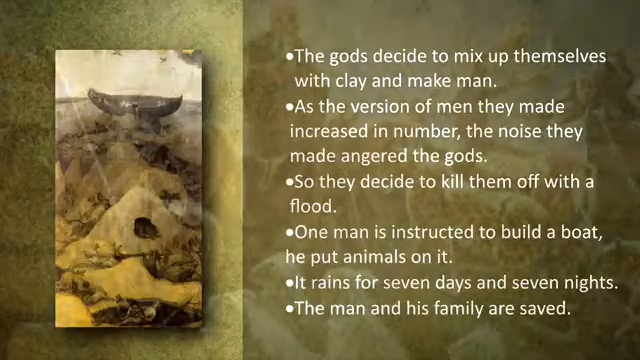 •The gods decide to mix up themselves
with clay and make man.
•As the version of men they made
increased in number, the noise they
made angered the gods.
•So they decide to kill them off with a
flood.
•One man is instructed to build a boat,
he put animals on it.
•It rains for seven days and seven nights.
•The man and his family are saved.